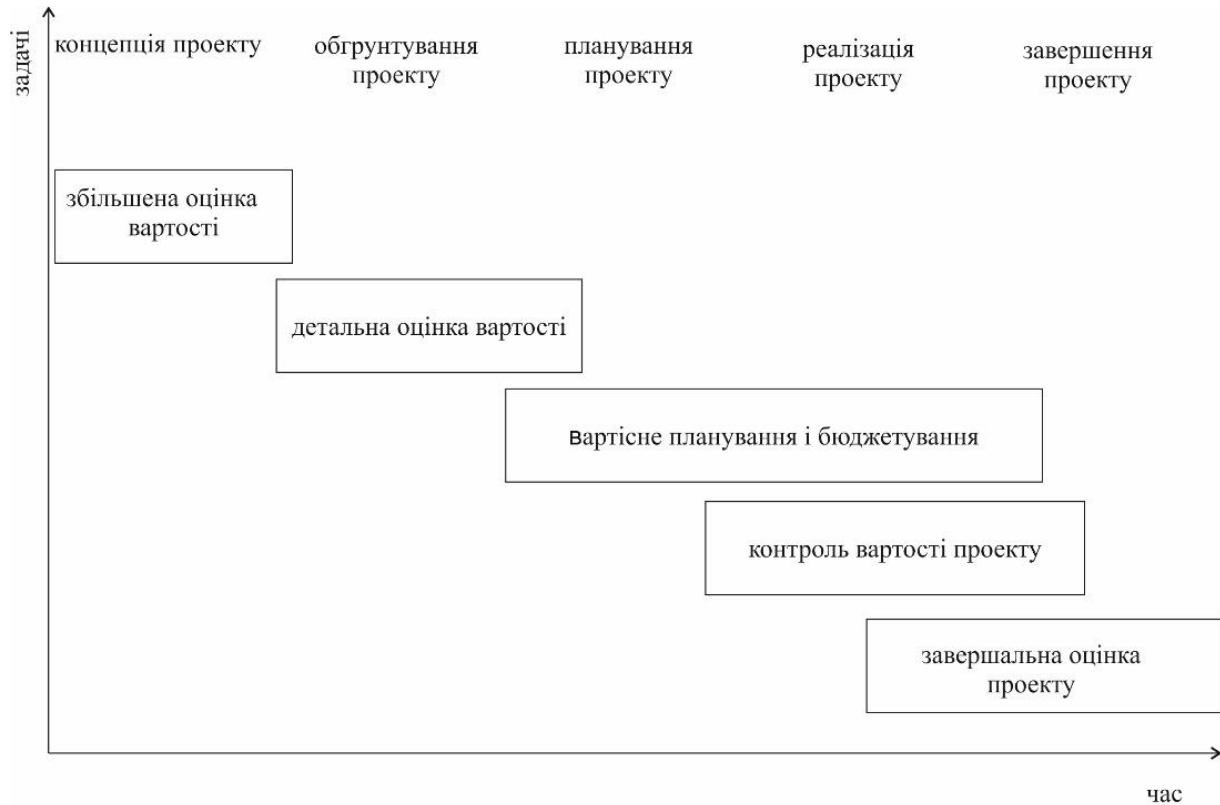 задачі
концепція проекту
обгрунтування
проекту
планування
проекту
реалізація
проекту
завершення
проекту
збільшена оцінка
вартості
детальна оцінка вартості
Вартісне планування і бюджетування
контроль вартості проекту
завершальна оцінка
проекту
час